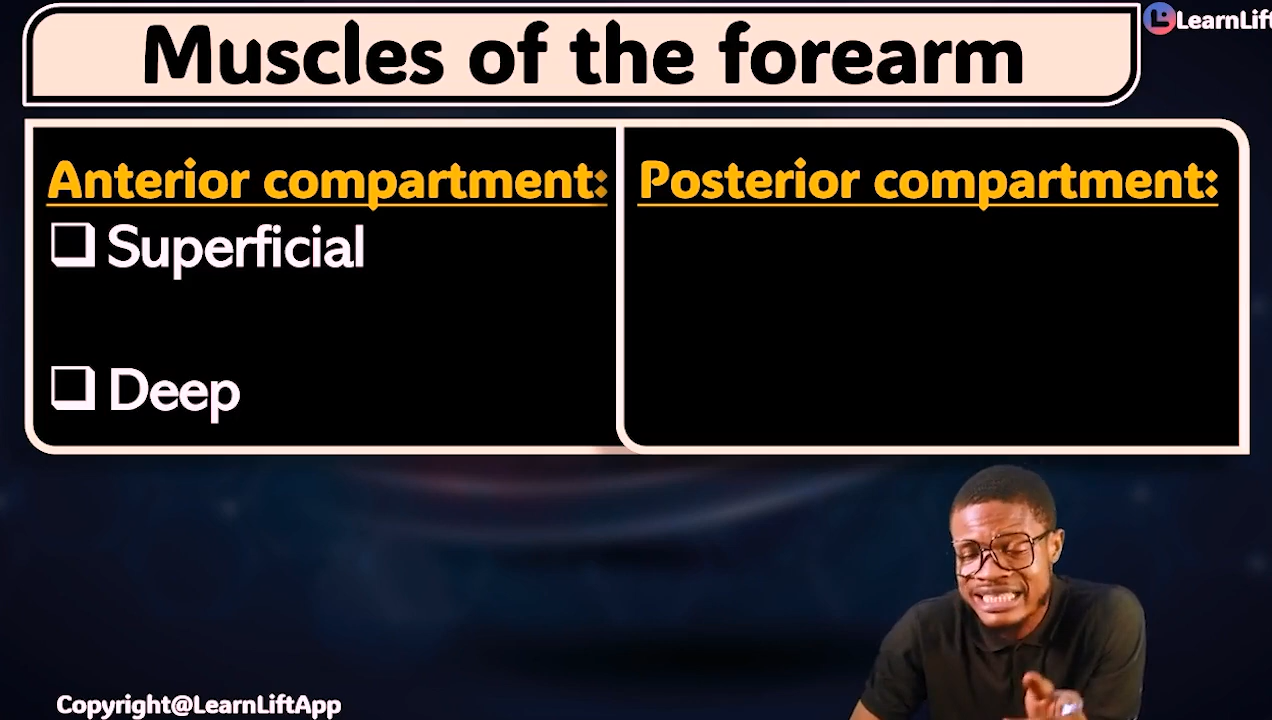 Muscles of the forearm
LearnLift
Anterior compartment:
❑ Superficial
❑ Deep
Posterior compartment:
Copyright@LearnLiftApp